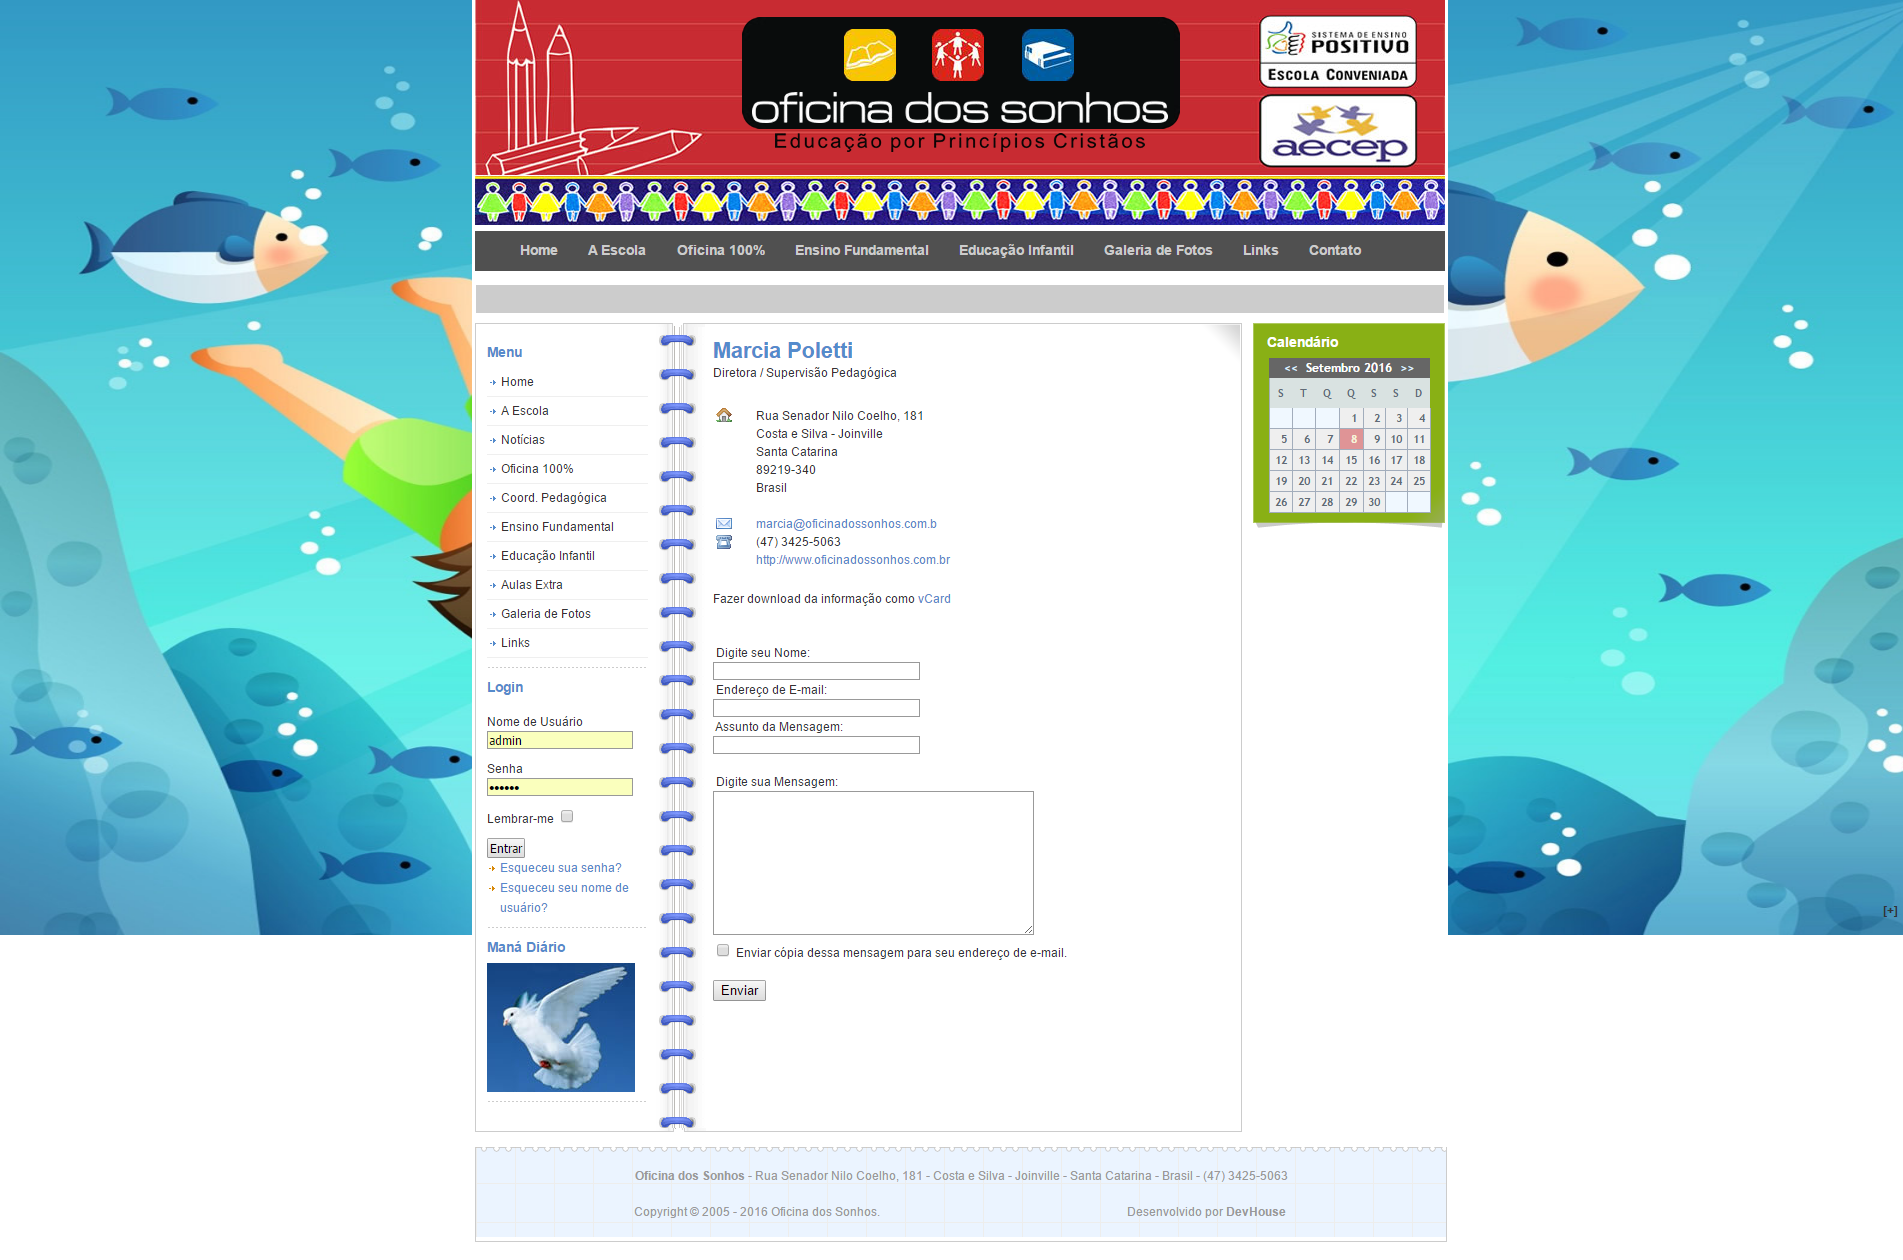 oficina dos sonhos
Educação por Princípios Cristãos
SISTEMA DE ENSINO
POSITIVO
ESCOLA CONVENIADA
aecep
Home A Escola Oficina 100% Ensino Fundamental Educação Infantil Galeria de Fotos Links Contato
Menu
Home
A Escola
Notícias
Oficina 100%
Coord. Pedagógica
Ensino Fundamental
Educação Infantil
Aulas Extra
Galeria de Fotos
Links
Login
Nome de Usuário
admin
Senha
••••••
Lembrar-me
Entrar
Esqueceu sua senha?
Esqueceu seu nome de
usuário?
Maná Diário
Marcia Poletti
Diretora / Supervisão Pedagógica
Rua Senador Nilo Coelho, 181
Costa e Silva - Joinville
Santa Catarina
89219-340
Brasil
marcia@oficinadossonhos.com.b
(47) 3425-5063
http://www.oficinadossonhos.com.br
Fazer download da informação como vCard
Digite seu Nome:
Endereço de E-mail:
Assunto da Mensagem:
Digite sua Mensagem:
Enviar cópia dessa mensagem para seu endereço de e-mail.
Enviar
Calendário
<< Setembro 2016 >>
S T Q Q S S D
1 2 3 4
5 6 7 8 9 10 11
12 13 14 15 16 17 18
19 20 21 22 23 24 25
26 27 28 29 30
[+]
Oficina dos Sonhos - Rua Senador Nilo Coelho, 181 - Costa e Silva - Joinville - Santa Catarina - Brasil - (47) 3425-5063
Copyright © 2005 - 2016 Oficina dos Sonhos. Desenvolvido por DevHouse